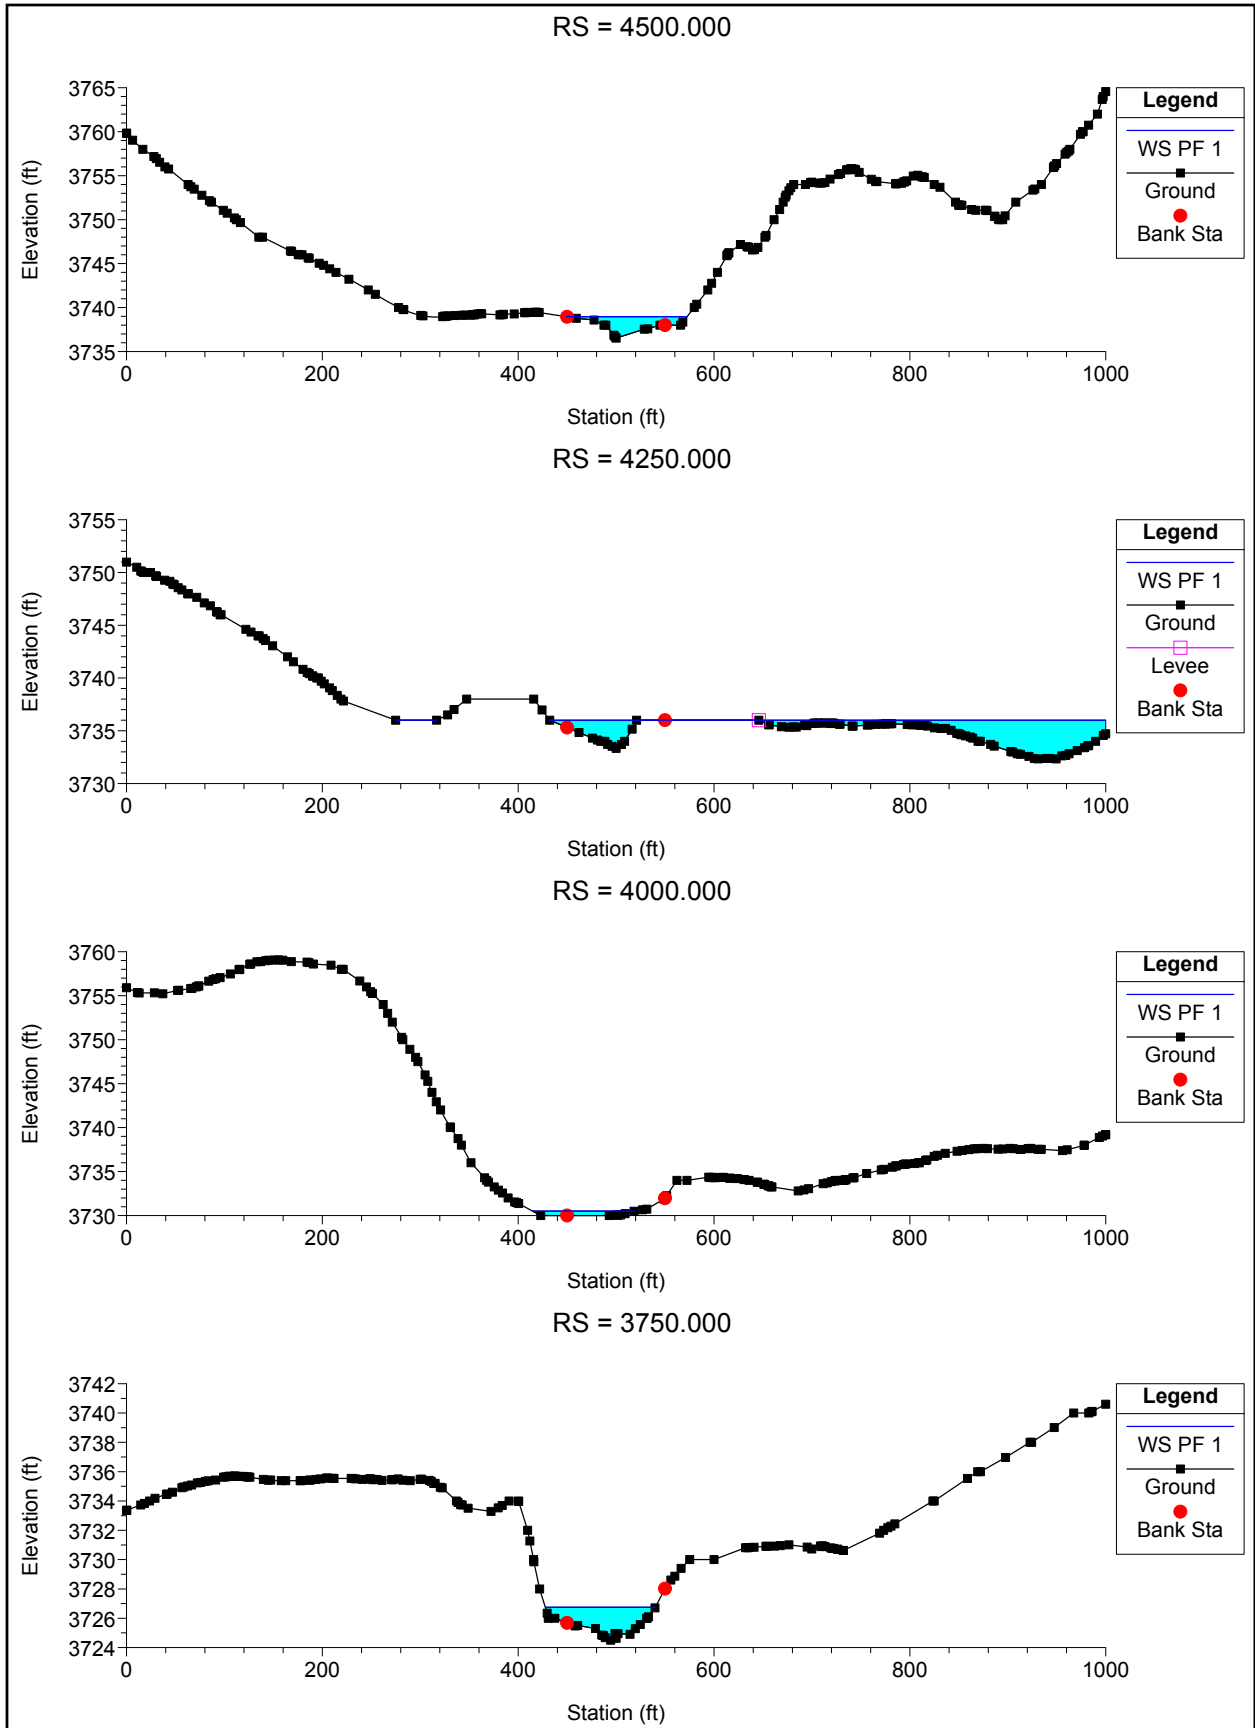 RS = 4500.000
Elevation (ft)
3765
3760
3755
3750
3745
3740
3735
0 200 400 600 800 1000
Station (ft)
Legend
WS PF 1
Ground
Bank Sta
RS = 4250.000
Elevation (ft)
3755
3750
3745
3740
3735
3730
0 200 400 600 800 1000
Station (ft)
Legend
WS PF 1
Ground
Levee
Bank Sta
RS = 4000.000
Elevation (ft)
3760
3755
3750
3745
3740
3735
3730
0 200 400 600 800 1000
Station (ft)
Legend
WS PF 1
Ground
Bank Sta
RS = 3750.000
Elevation (ft)
3742
3740
3738
3736
3734
3732
3730
3728
3726
3724
0 200 400 600 800 1000
Station (ft)
Legend
WS PF 1
Ground
Bank Sta